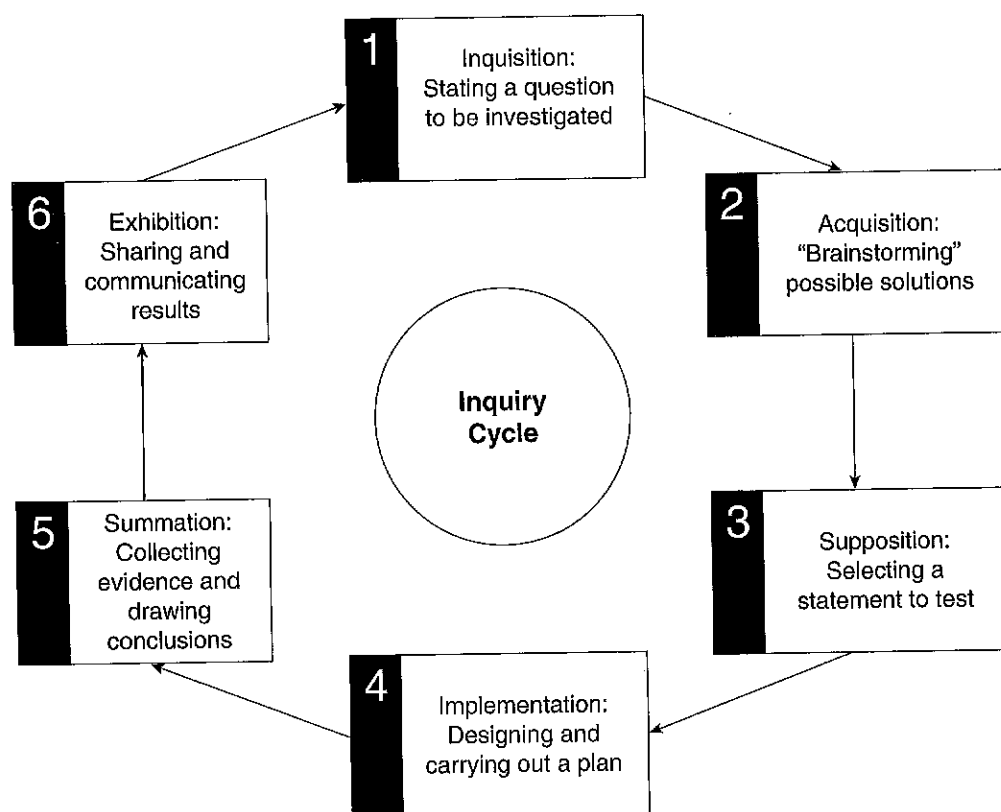 1
Inquisition:
Stating a question
to be investigated
2
Acquisition:
“Brainstorming”
possible solutions
3
Supposition:
Selecting a
statement to test
4
Implementation:
Designing and
carrying out a plan
5
Summation:
Collecting
evidence and
drawing
conclusions
6
Exhibition:
Sharing and
communicating
results
Inquiry
Cycle